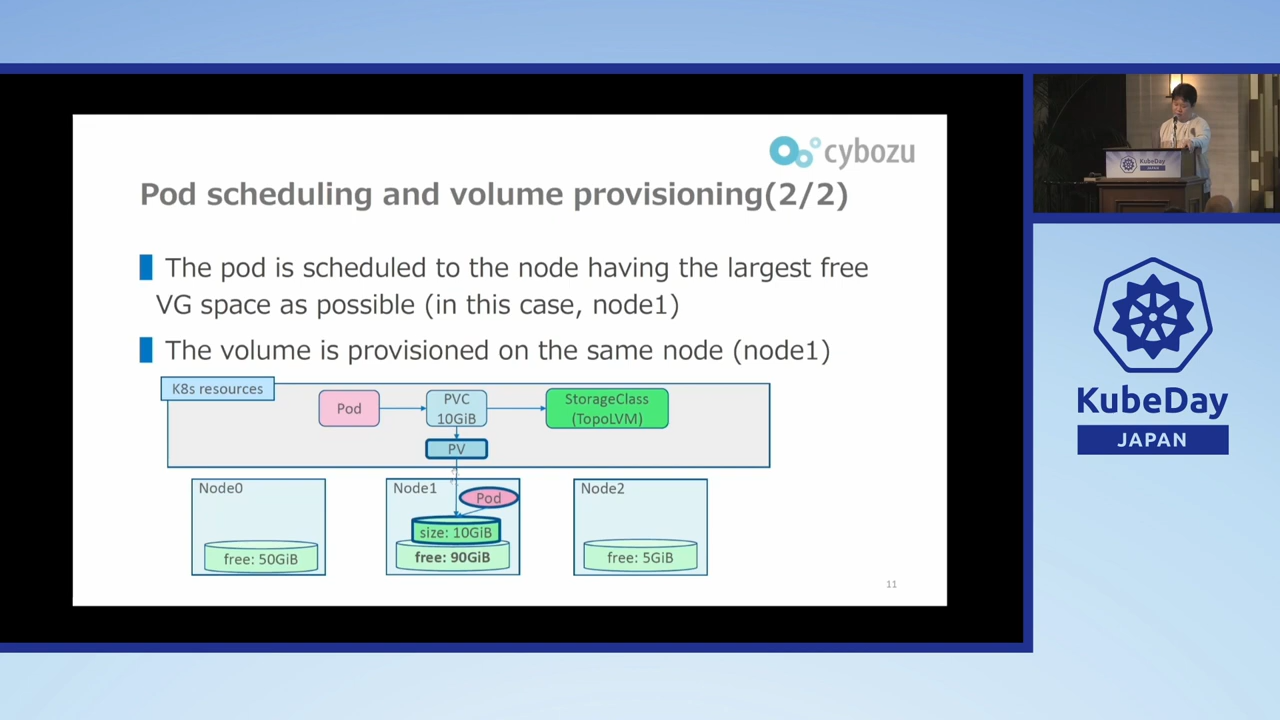 cybozu
Pod scheduling and volume provisioning(2/2)
The pod is scheduled to the node having the largest free
VG space as possible (in this case, node1)
The volume is provisioned on the same node (node1)
K8s resources
Pod
PVC
10GiB
StorageClass
(TopoLVM)
PV
Node0
free: 50GiB
Node1
Pod
size: 10GiB
free: 90GiB
Node2
free: 5GiB
11
KubeDay
JAPAN
KubeDay
JAPAN